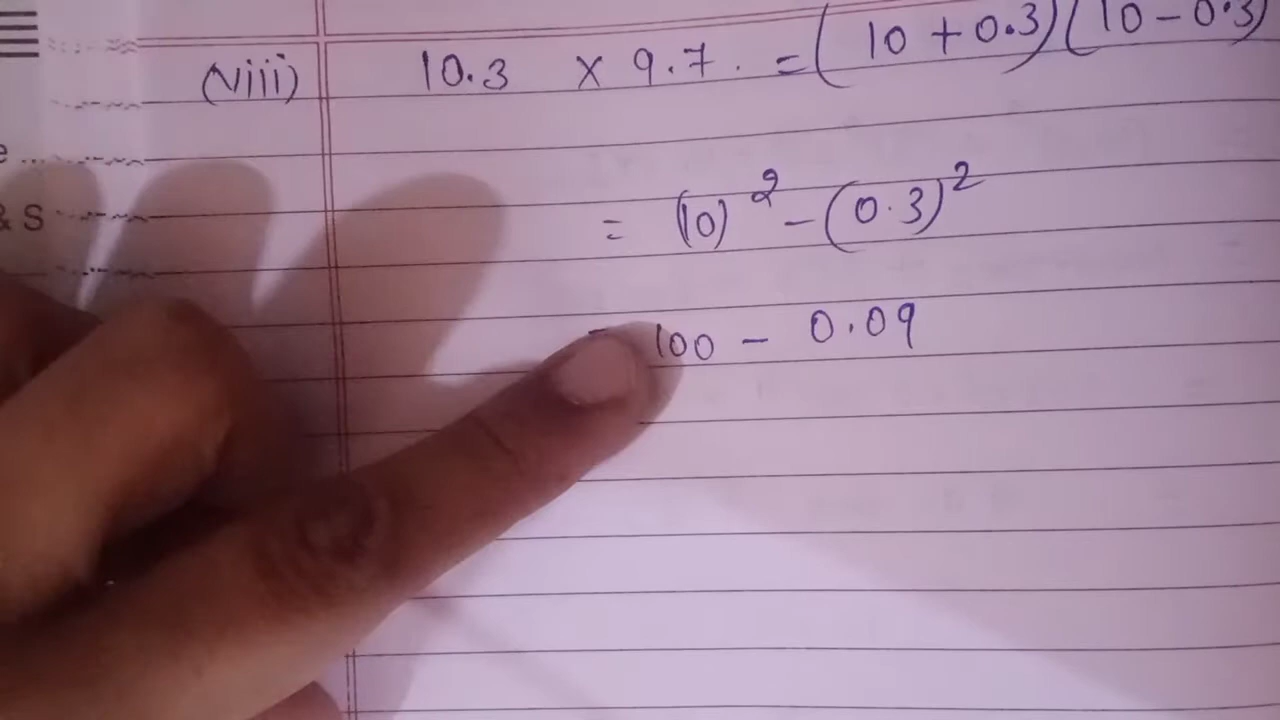 (viii) 10.3 × 9.7. = (10 + 0.3)(10 - 0.3)
= (10)² - (0.3)²
= 100 - 0.09
& S